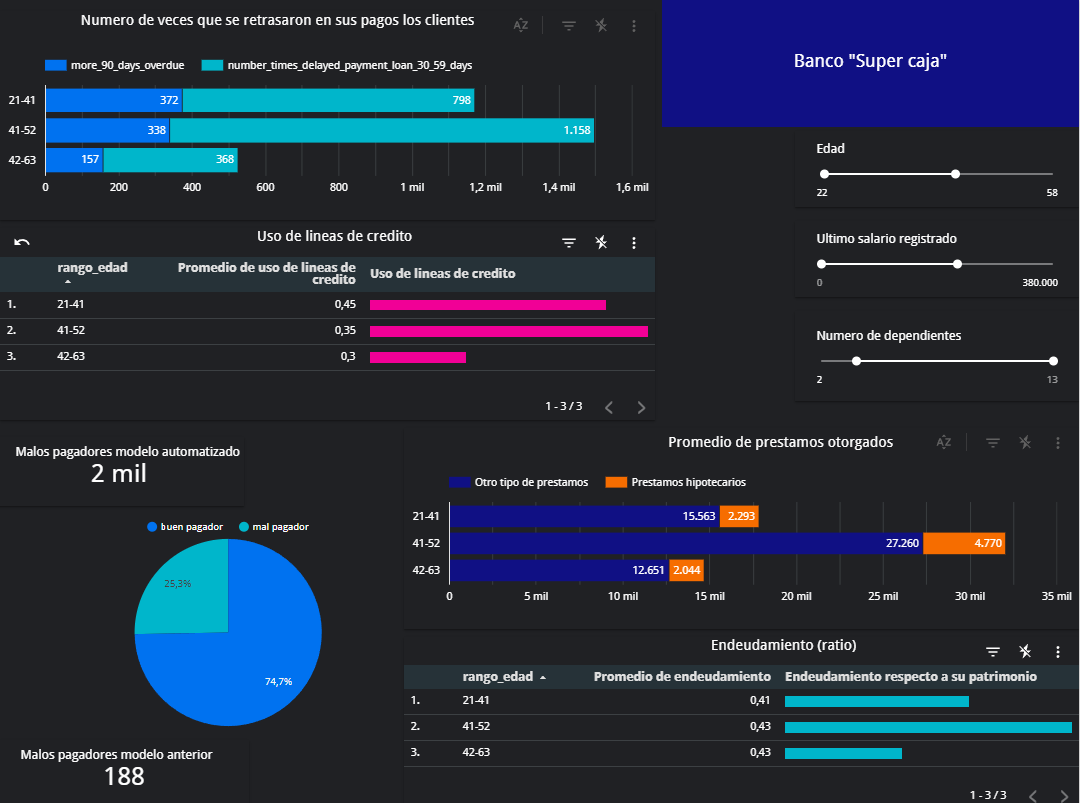 Numero de veces que se retrasaron en sus pagos los clientes
AZ
more_90_days_overdue
number_times_delayed_payment_loan_30_59_days
21-41
372
798
41-52
338
1.158
42-63
157
368
0
200
400
600
800
1 mil
1,2 mil
1,4 mil
1,6 mil
Banco "Super caja"
Edad
22
58
Ultimo salario registrado
0
380.000
Numero de dependientes
2
13
Uso de lineas de credito
rango_edad
Promedio de uso de lineas de
credito
Uso de lineas de credito
1.
21-41
0,45
2.
41-52
0,35
3.
42-63
0,3
1 - 3 / 3
Malos pagadores modelo automatizado
2 mil
buen pagador
mal pagador
25,3%
74,7%
Malos pagadores modelo anterior
188
Promedio de prestamos otorgados
AZ
Otro tipo de prestamos
Prestamos hipotecarios
21-41
15.563
2.293
41-52
27.260
4.770
42-63
12.651
2.044
0
5 mil
10 mil
15 mil
20 mil
25 mil
30 mil
35 mil
Endeudamiento (ratio)
rango_edad
Promedio de endeudamiento
Endeudamiento respecto a su patrimonio
1.
21-41
0,41
2.
41-52
0,43
3.
42-63
0,43
1 - 3 / 3